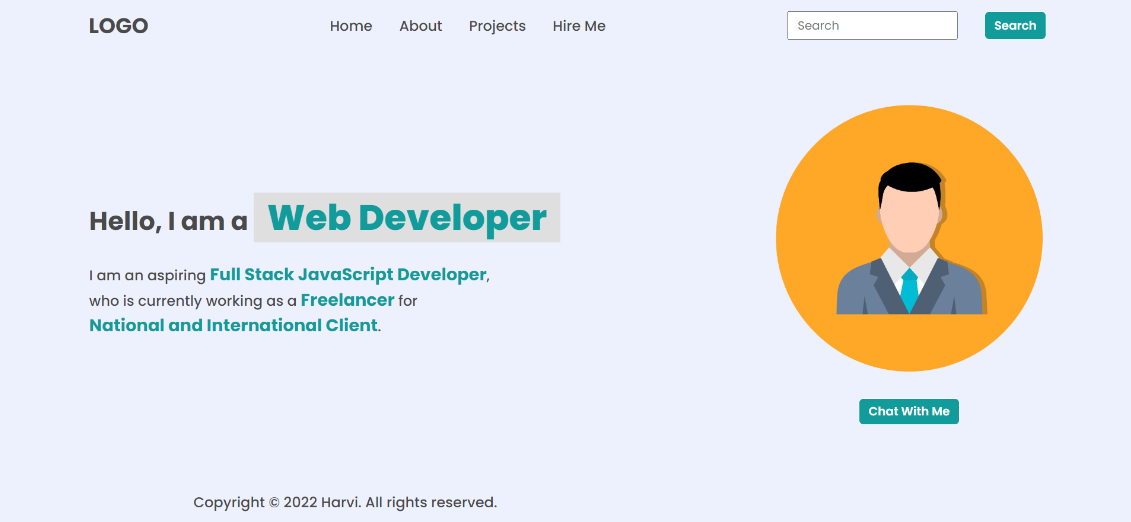 LOGO Home About Projects Hire Me Search Search
Hello, I am a Web Developer
I am an aspiring Full Stack JavaScript Developer,
who is currently working as a Freelancer for
National and International Client.
Chat With Me
Copyright © 2022 Harvi. All rights reserved.